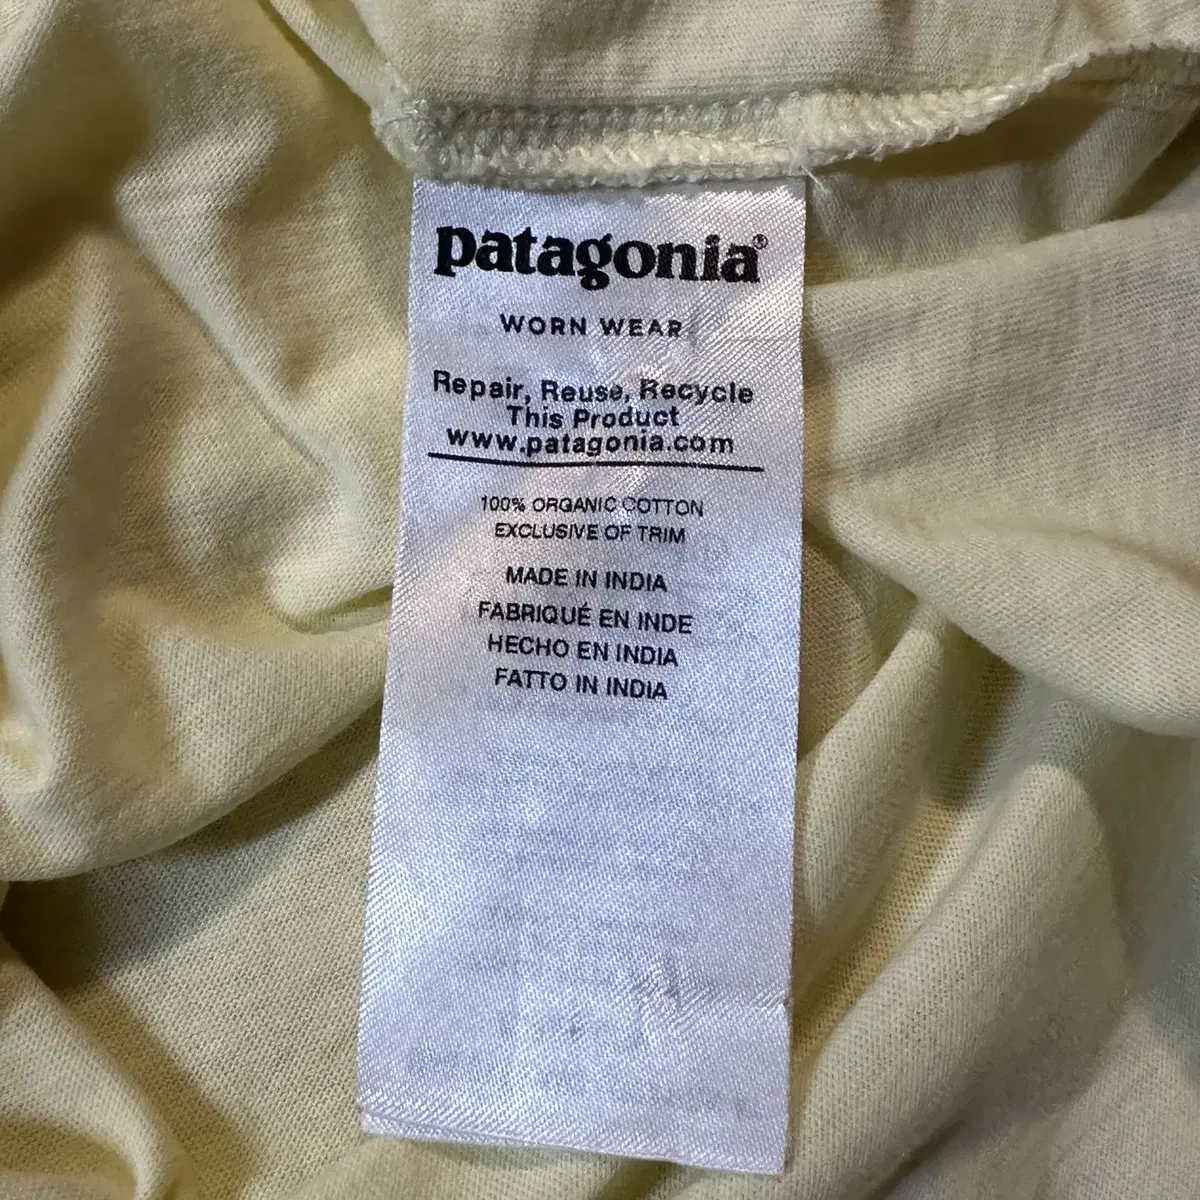 patagonia®
WORN WEAR
Repair, Reuse, Recycle
This Product
www.patagonia.com
100% ORGANIC COTTON
EXCLUSIVE OF TRIM
MADE IN INDIA
FABRIQUÉ EN INDE
HECHO EN INDIA
FATTO IN INDIA